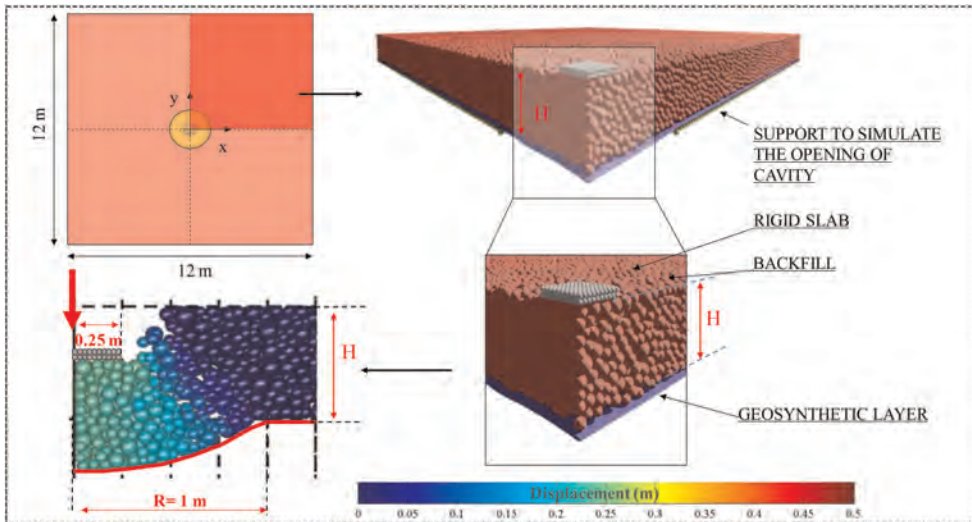 12 m
y
x
12 m
H
SUPPORT TO SIMULATE
THE OPENING OF
CAVITY
RIGID SLAB
BACKFILL
H
GEOSYNTHETIC LAYER
0.25 m
H
R= 1 m
Displacement (m)
0 0.05 0.1 0.15 0.2 0.25 0.3 0.35 0.4 0.45 0.5